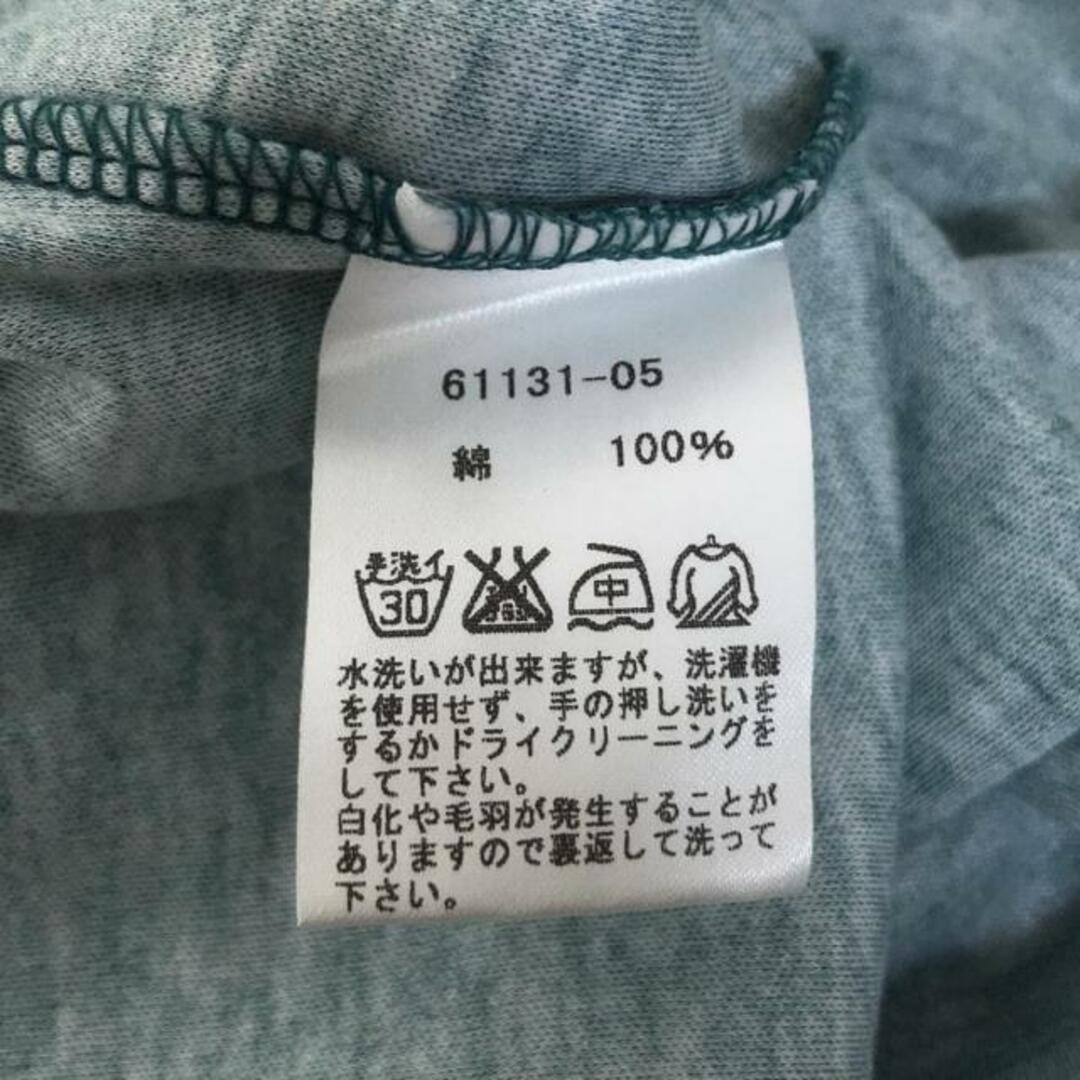 61131-05
綿 100%
手洗イ
30
中
水洗いが出来ますが、洗濯機
を使用せず、手の押し洗いを
するかドライクリーニングを
して下さい。
白化や毛羽が発生することが
ありますので裏返して洗って
下さい。